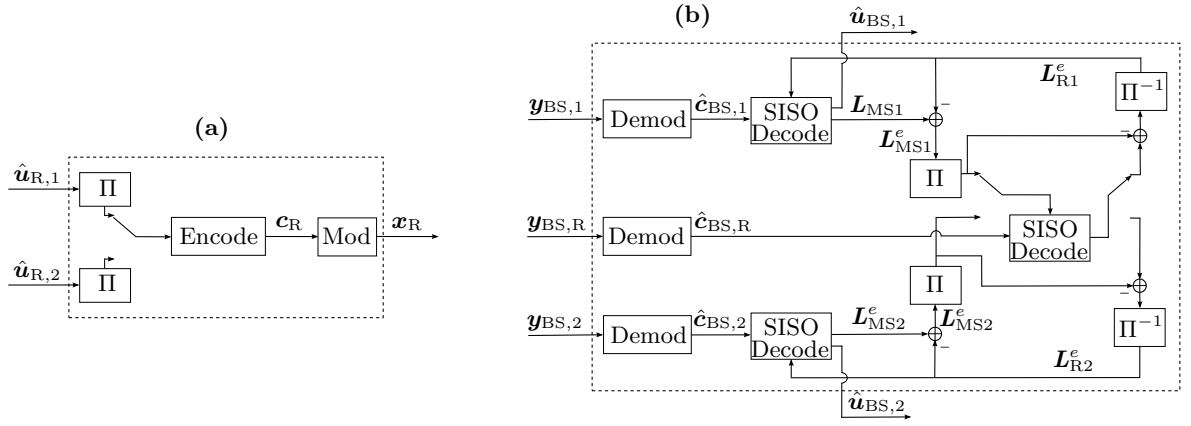 (a)
û_R,1
Π
Encode
c_R
Mod
x_R
û_R,2
Π
(b)
û_BS,1
y_BS,1
Demod
ĉ_BS,1
SISO
Decode
L_MS1
−
L^e_MS1
Π
L^e_R1
Π⁻¹
−
y_BS,R
Demod
ĉ_BS,R
SISO
Decode
Π
−
y_BS,2
Demod
ĉ_BS,2
SISO
Decode
L^e_MS2
L^e_MS2
−
Π⁻¹
L^e_R2
û_BS,2